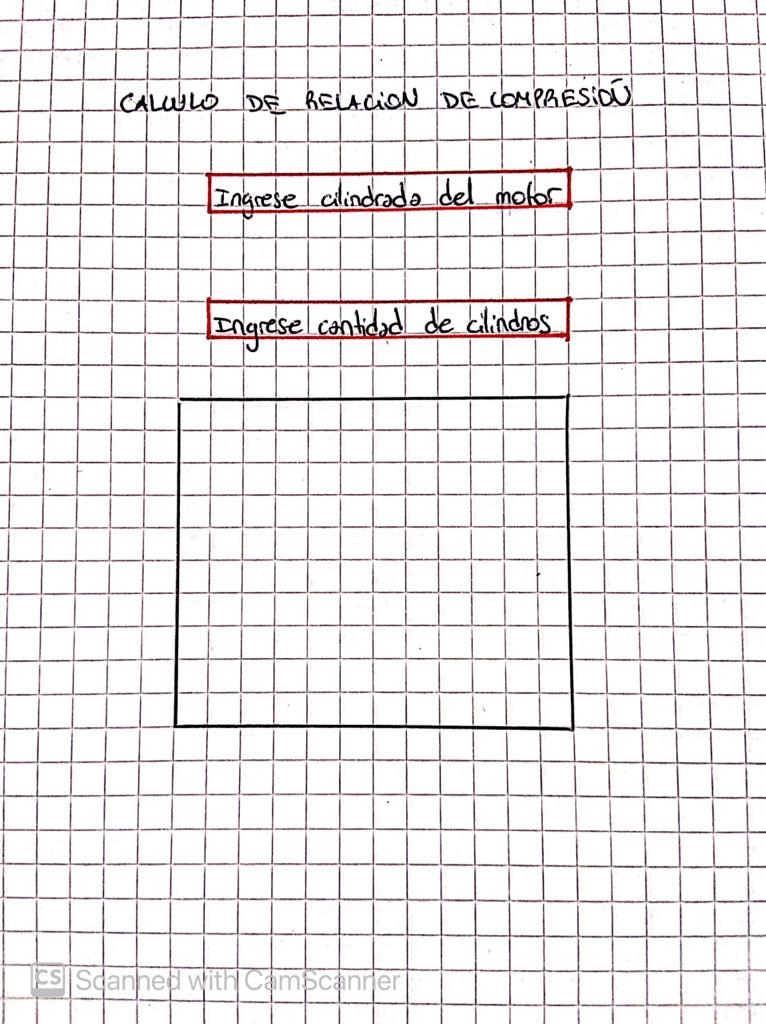 CALCULO DE RELACION DE COMPRESIÓN
Ingrese cilindrada del motor
Ingrese cantidad de cilindros
CS Scanned with CamScanner